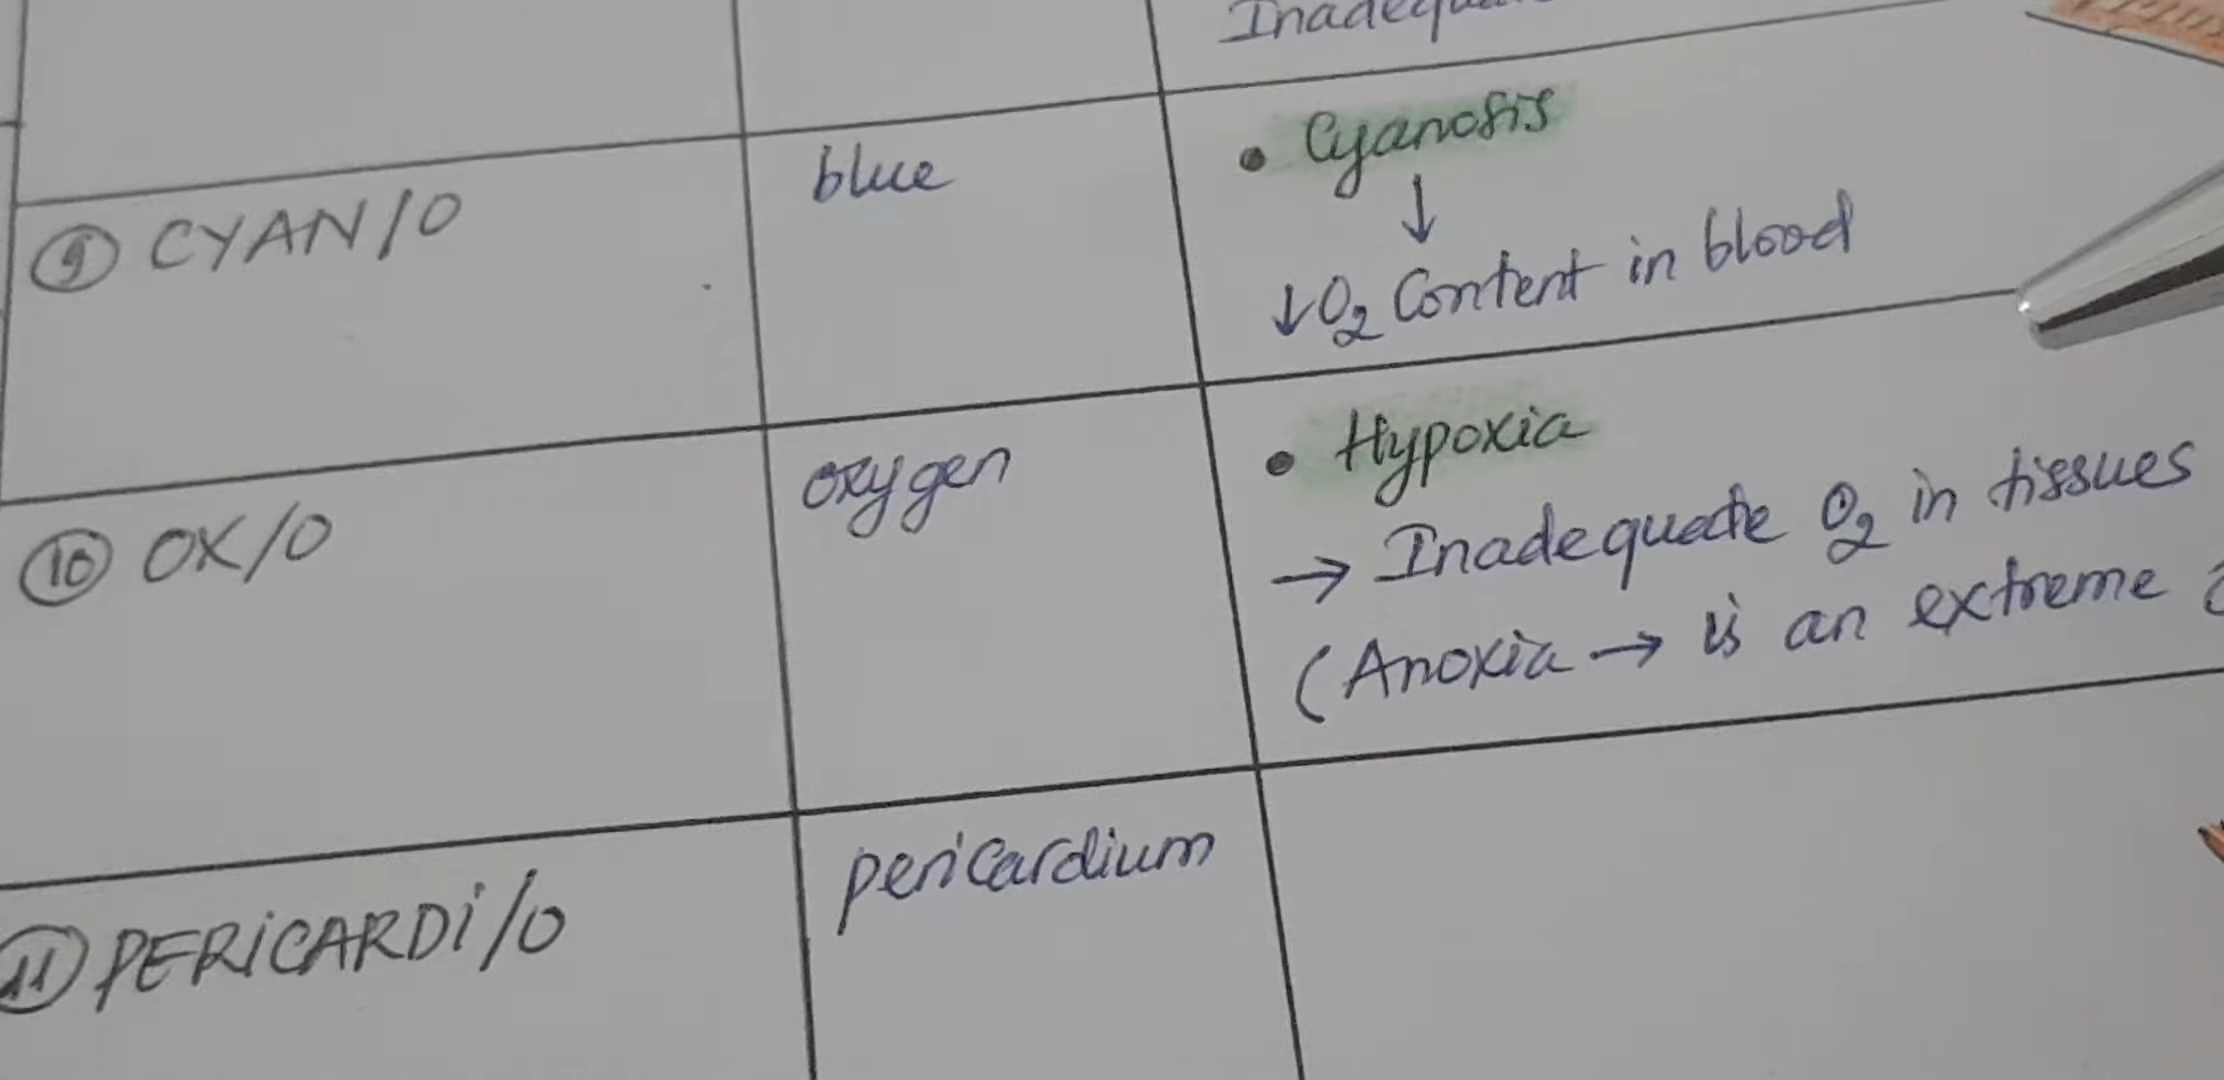 Inadequa
⑨ CYAN/O
blue
• Cyanosis
↓
↓O₂ Content in blood
⑩ OX/O
oxygen
• Hypoxia
→ Inadequate O₂ in tissues
(Anoxia → is an extreme
⑪ PERICARDI/O
pericardium